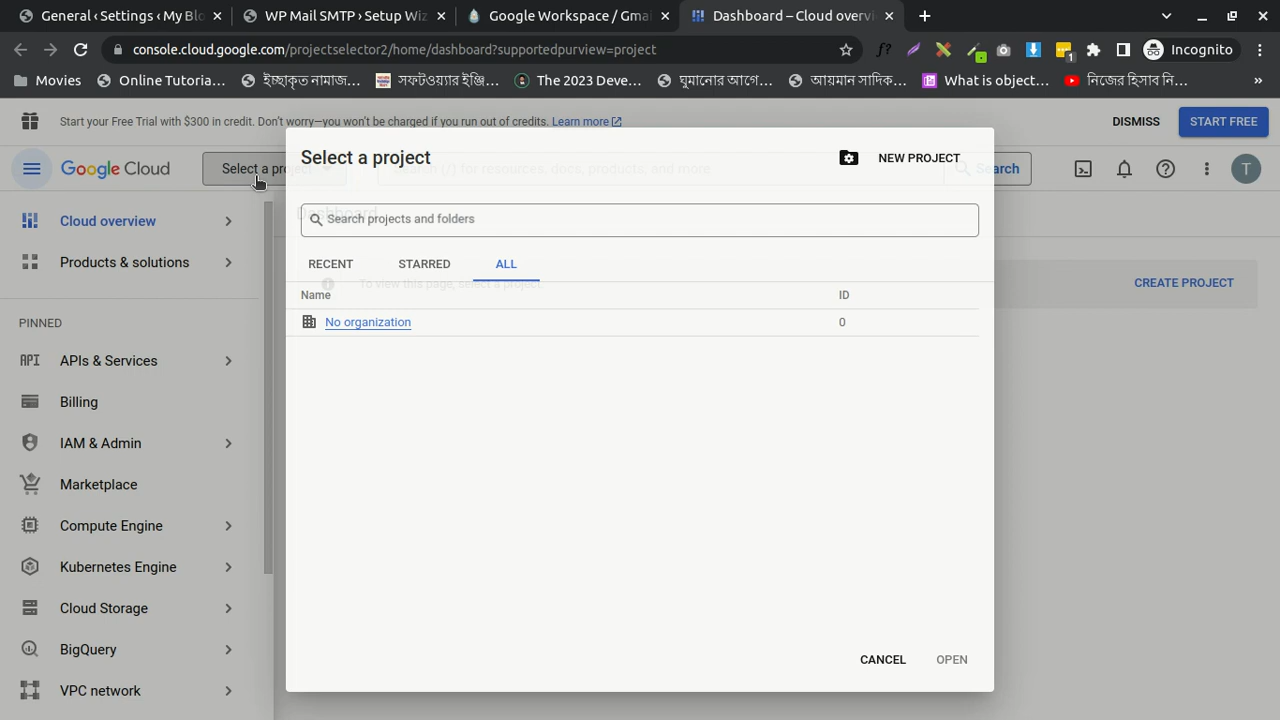 General ‹ Settings ‹ My B
WP Mail SMTP › Setup Wiz
Google Workspace / Gma
Dashboard – Cloud overvi
console.cloud.google.com/projectselector2/home/dashboard?supportedpurview=project
Incognito
Movies
Online Tutoria...
ইচ্ছাকৃত নামাজ...
সফটওয়্যার ইঞ্জি...
The 2023 Deve...
ঘুমানোর আগে...
আয়মান সাদিক...
What is object...
নিজের হিসাব নি...
»
Start your Free Trial with $300 in credit. Don't worry—you won't be charged if you run out of credits. Learn more
DISMISS
START FREE
Google Cloud
Select a project
Search (/) for resources, docs, products, and more
Search
T
Select a project
NEW PROJECT
Search projects and folders
RECENT
STARRED
ALL
To view this page, select a project.
CREATE PROJECT
Name
ID
No organization
0
CANCEL
OPEN
Cloud overview
Products & solutions
PINNED
API APIs & Services
Billing
IAM & Admin
Marketplace
Compute Engine
Kubernetes Engine
Cloud Storage
BigQuery
VPC network